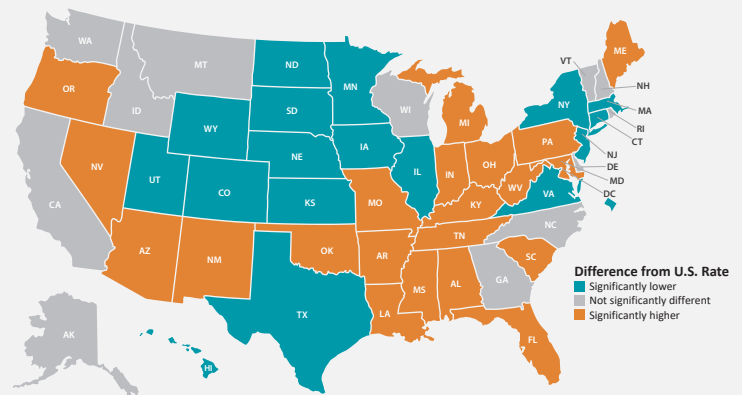 WA
MT
ND
MN
ME
VT
NH
OR
ID
SD
WI
MI
NY
MA
RI
CT
WY
IA
NE
PA
NJ
NV
UT
CO
IL
IN
OH
DE
MD
DC
CA
KS
MO
WV
VA
KY
AZ
NM
OK
AR
TN
NC
SC
MS
AL
GA
TX
LA
FL
AK
HI
Difference from U.S. Rate
Significantly lower
Not significantly different
Significantly higher